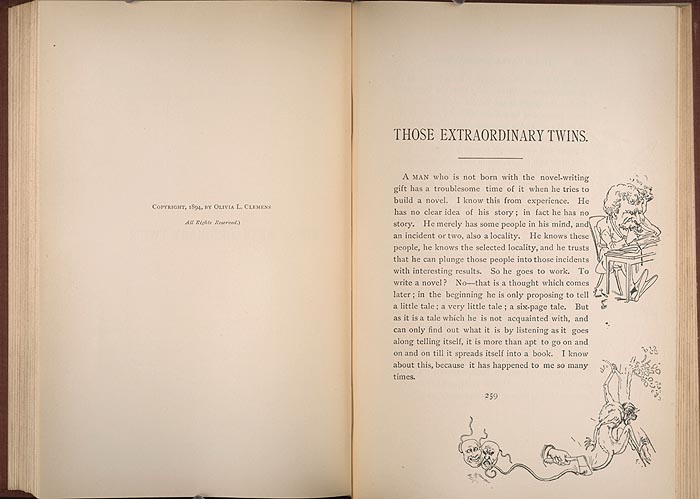 COPYRIGHT, 1894, BY OLIVIA L. CLEMENS
All Rights Reserved.)
THOSE EXTRAORDINARY TWINS.
A MAN who is not born with the novel-writing
gift has a troublesome time of it when he tries to
build a novel. I know this from experience. He
has no clear idea of his story; in fact he has no
story. He merely has some people in his mind, and
an incident or two, also a locality. He knows these
people, he knows the selected locality, and he trusts
that he can plunge those people into those incidents
with interesting results. So he goes to work. To
write a novel? No—that is a thought which comes
later; in the beginning he is only proposing to tell
a little tale; a very little tale; a six-page tale. But
as it is a tale which he is not acquainted with, and
can only find out what it is by listening as it goes
along telling itself, it is more than apt to go on and
on and on till it spreads itself into a book. I know
about this, because it has happened to me so many
times.
259